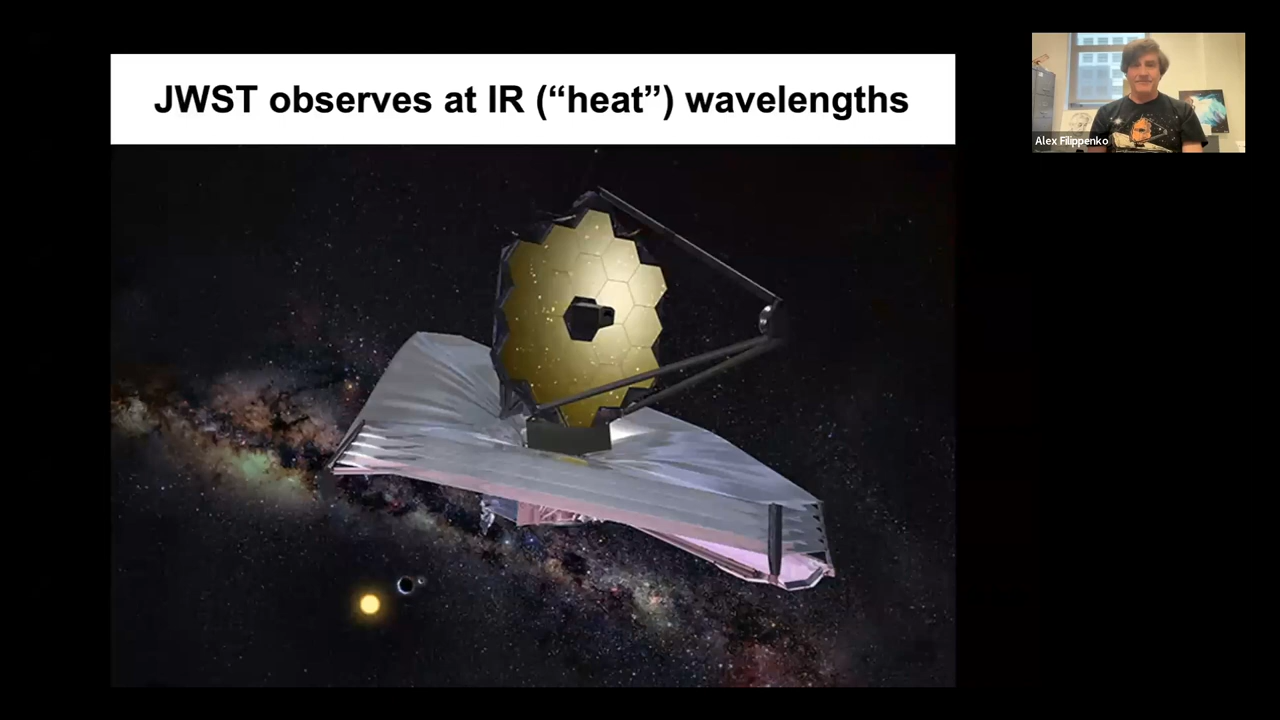 JWST observes at IR (“heat”) wavelengths
Alex Filippenko